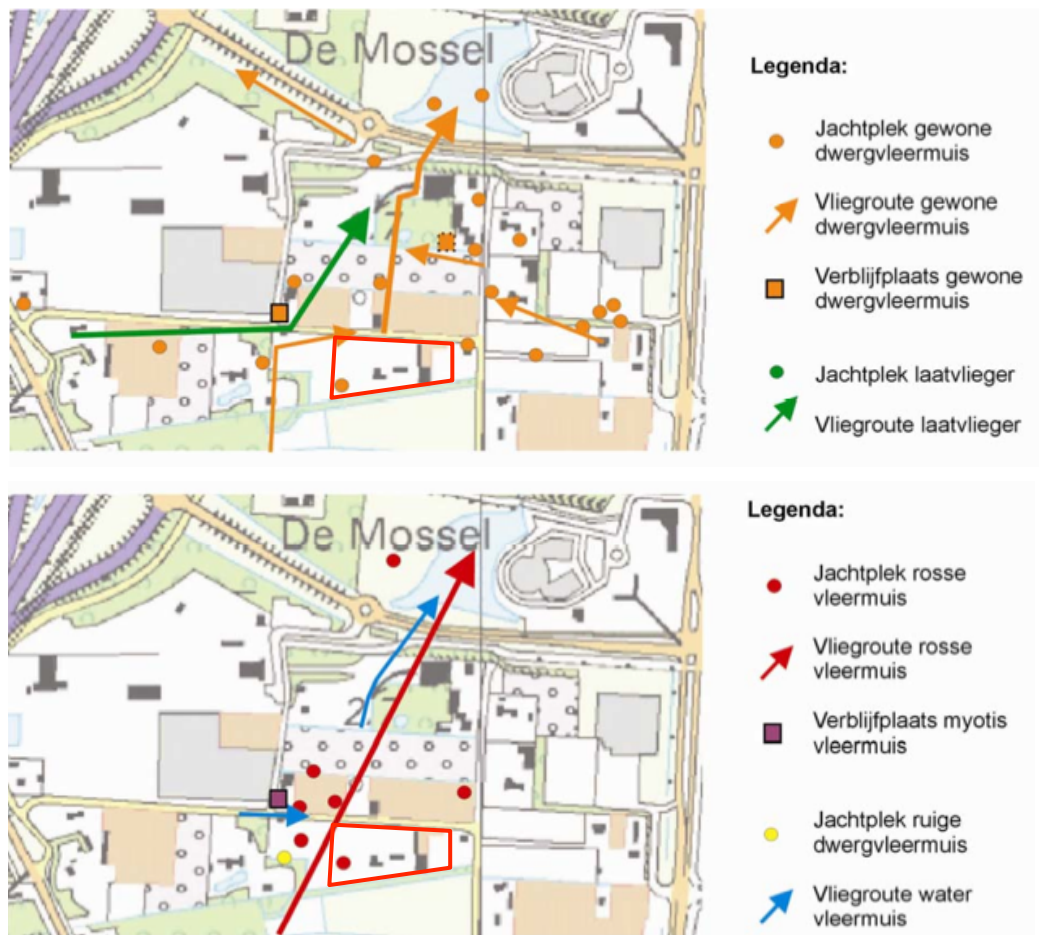 De Mossel
Legenda:
Jachtplek gewone
dwergvleermuis
Vliegroute gewone
dwergvleermuis
Verblijfplaats gewone
dwergvleermuis
Jachtplek laatvlieger
Vliegroute laatvlieger
De Mossel
Legenda:
Jachtplek rosse
vleermuis
Vliegroute rosse
vleermuis
Verblijfplaats myotis
vleermuis
Jachtplek ruige
dwergvleermuis
Vliegroute water
vleermuis